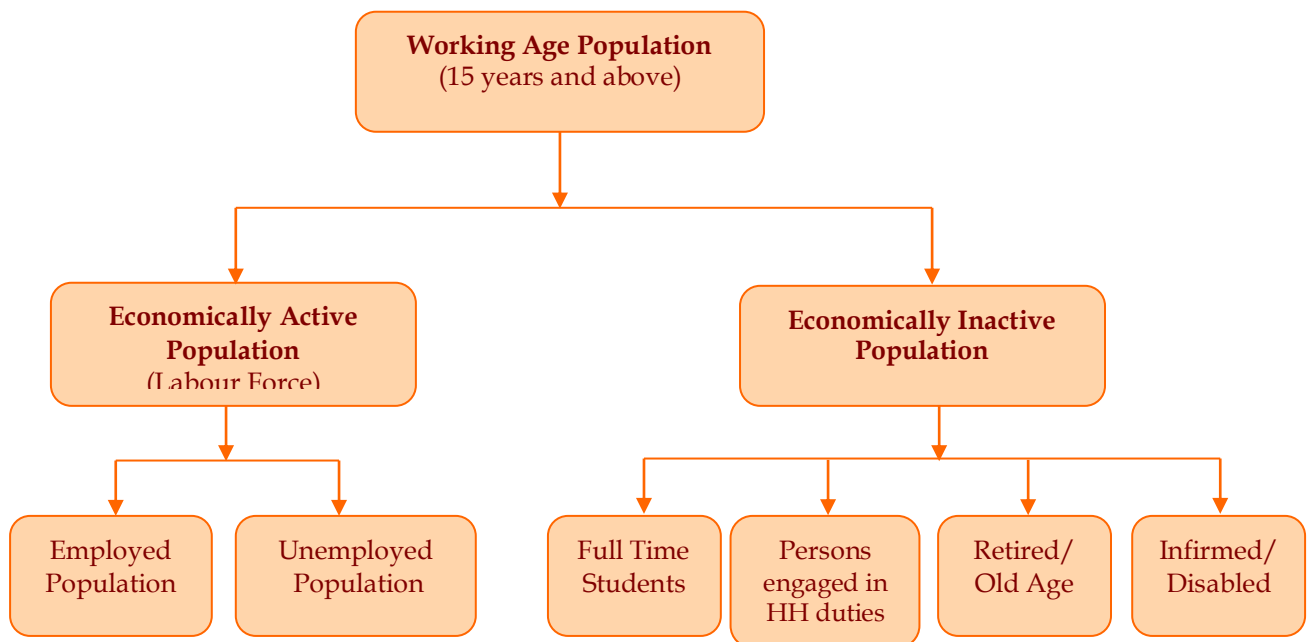 Working Age Population
(15 years and above)
Economically Active
Population
(Labour Force)
Economically Inactive
Population
Employed
Population
Unemployed
Population
Full Time
Students
Persons
engaged in
HH duties
Retired/
Old Age
Infirmed/
Disabled